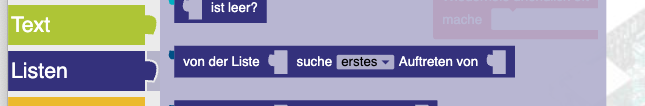 ist leer?
Text
mache
von der Liste suche erstes Auftreten von
Listen